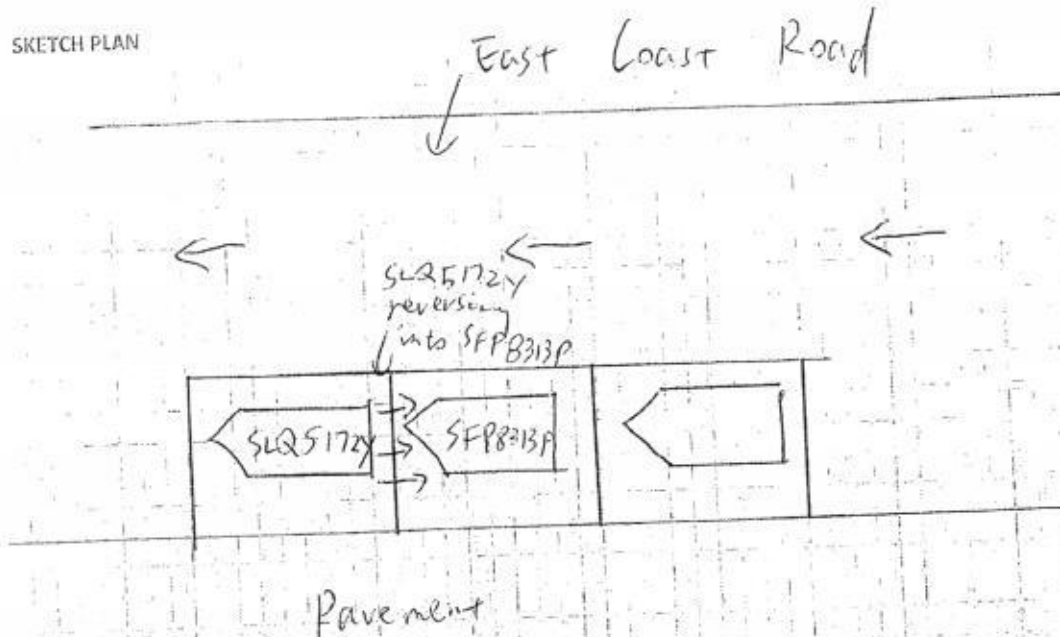 SKETCH PLAN
East Coast Road
SLQ5172Y
reversing
into SFP8313P
SLQ5172Y
SFP8313P
Pavement